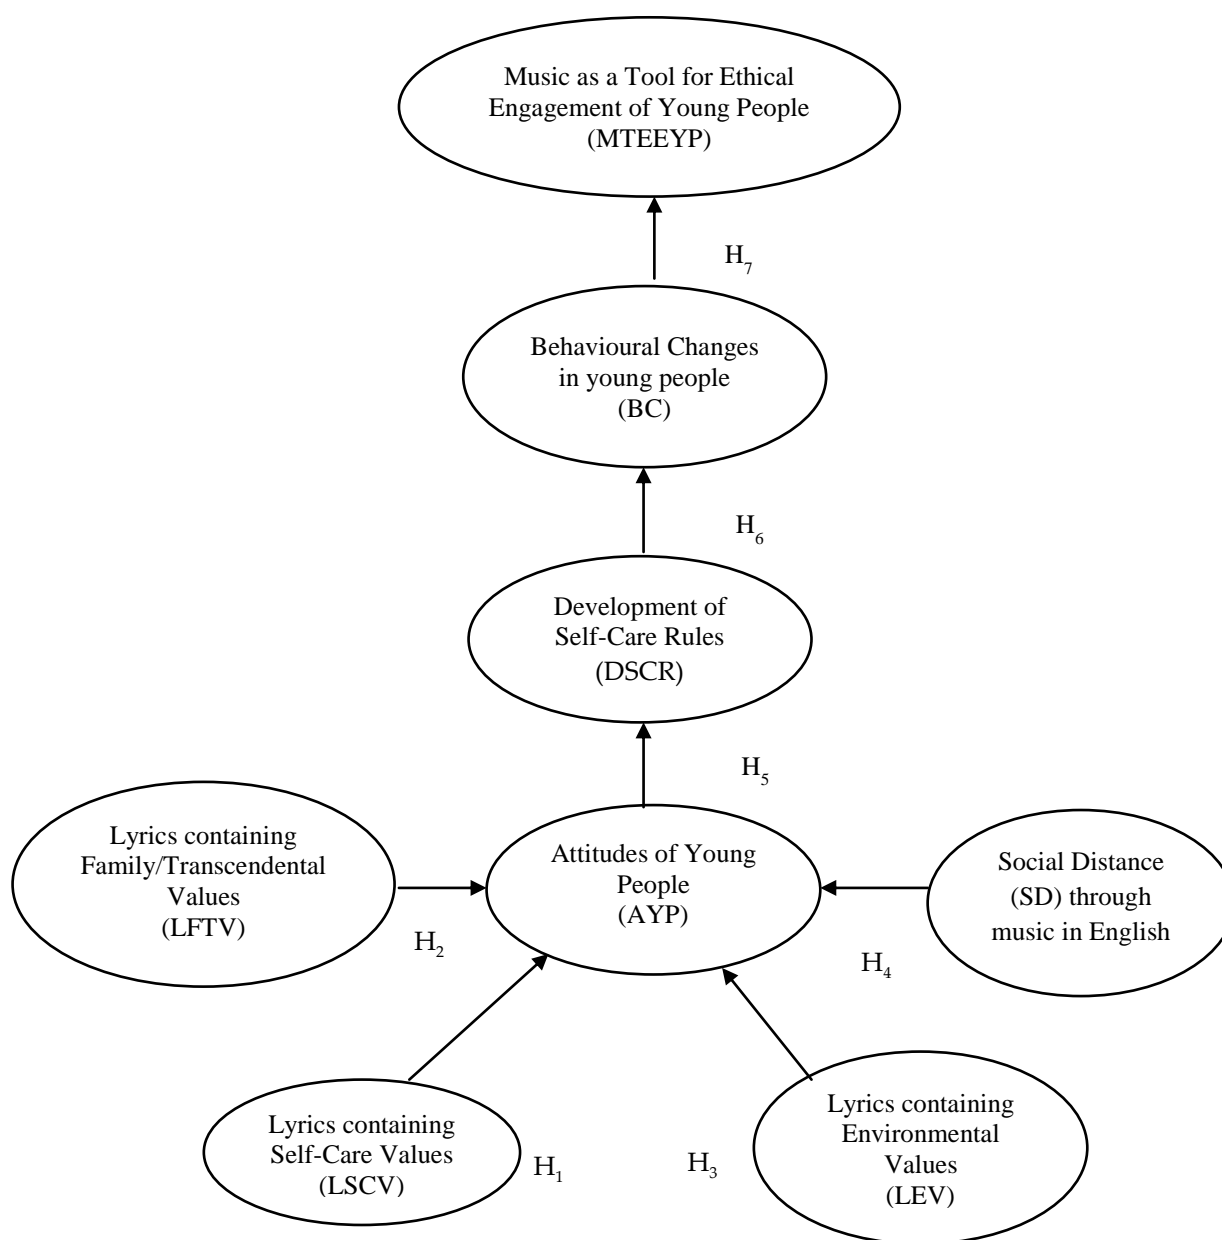 Music as a Tool for Ethical
Engagement of Young People
(MTEEYP)
H7
Behavioural Changes
in young people
(BC)
H6
Development of
Self-Care Rules
(DSCR)
H5
Lyrics containing
Family/Transcendental
Values
(LFTV)
H2
Attitudes of Young
People
(AYP)
Social Distance
(SD) through
music in English
H4
Lyrics containing
Self-Care Values
(LSCV)
H1
H3
Lyrics containing
Environmental
Values
(LEV)